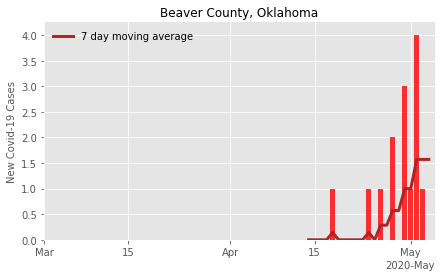 Beaver County, Oklahoma
7 day moving average
New Covid-19 Cases
4.0
3.5
3.0
2.5
2.0
1.5
1.0
0.5
0.0
Mar 15 Apr 15 May
2020-May